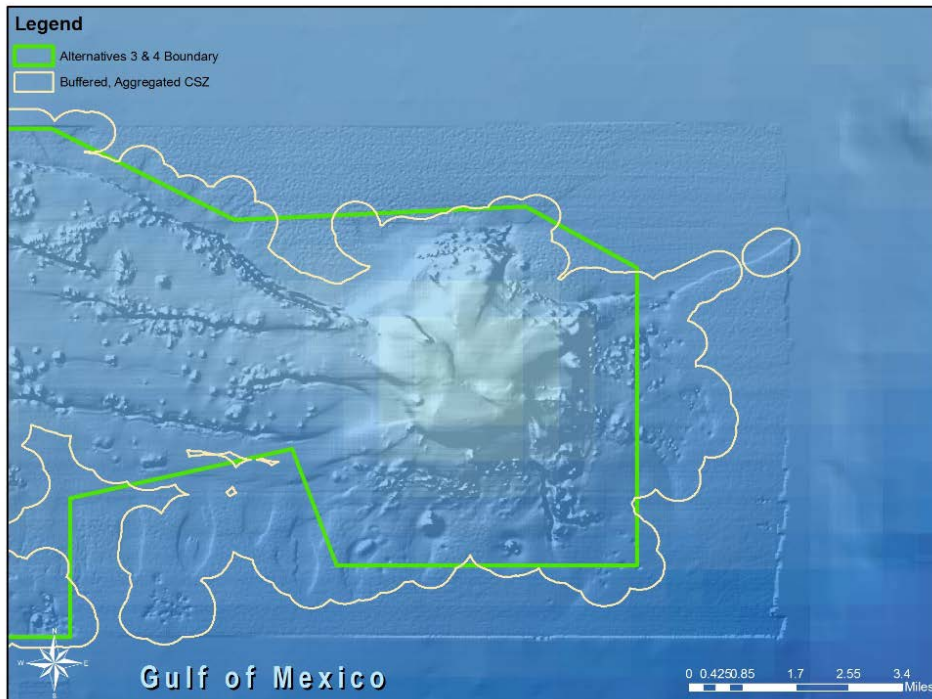 Legend
Alternatives 3 & 4 Boundary
Buffered, Aggregated CSZ
N
W E
S
Gulf of Mexico
0 0.425 0.85 1.7 2.55 3.4
Miles